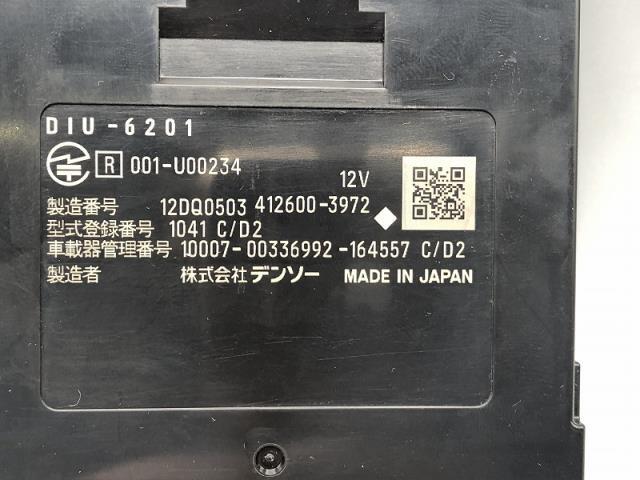 DIU-6201
R 001-U00234 12V
製造番号 12DQ0503 412600-3972
型式登録番号 1041 C/D2
車載器管理番号 10007-00336992-164557 C/D2
製造者 株式会社デンソー MADE IN JAPAN